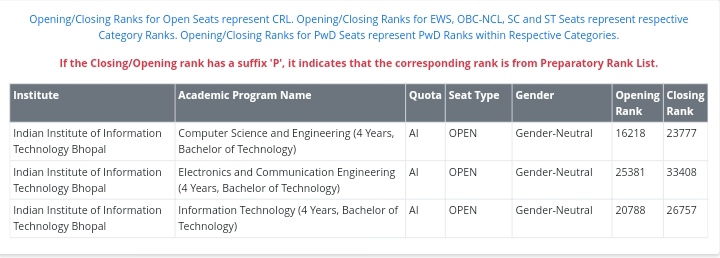 Opening/Closing Ranks for Open Seats represent CRL. Opening/Closing Ranks for EWS, OBC-NCL, SC and ST Seats represent respective
Category Ranks. Opening/Closing Ranks for PwD Seats represent PwD Ranks within Respective Categories.
If the Closing/Opening rank has a suffix 'P', it indicates that the corresponding rank is from Preparatory Rank List.
Institute Academic Program Name Quota Seat Type Gender Opening Closing
Rank Rank
Indian Institute of Information Computer Science and Engineering (4 Years, AI OPEN Gender-Neutral 16218 23777
Technology Bhopal Bachelor of Technology)
Indian Institute of Information Electronics and Communication Engineering AI OPEN Gender-Neutral 25381 33408
Technology Bhopal (4 Years, Bachelor of Technology)
Indian Institute of Information Information Technology (4 Years, Bachelor of AI OPEN Gender-Neutral 20788 26757
Technology Bhopal Technology)